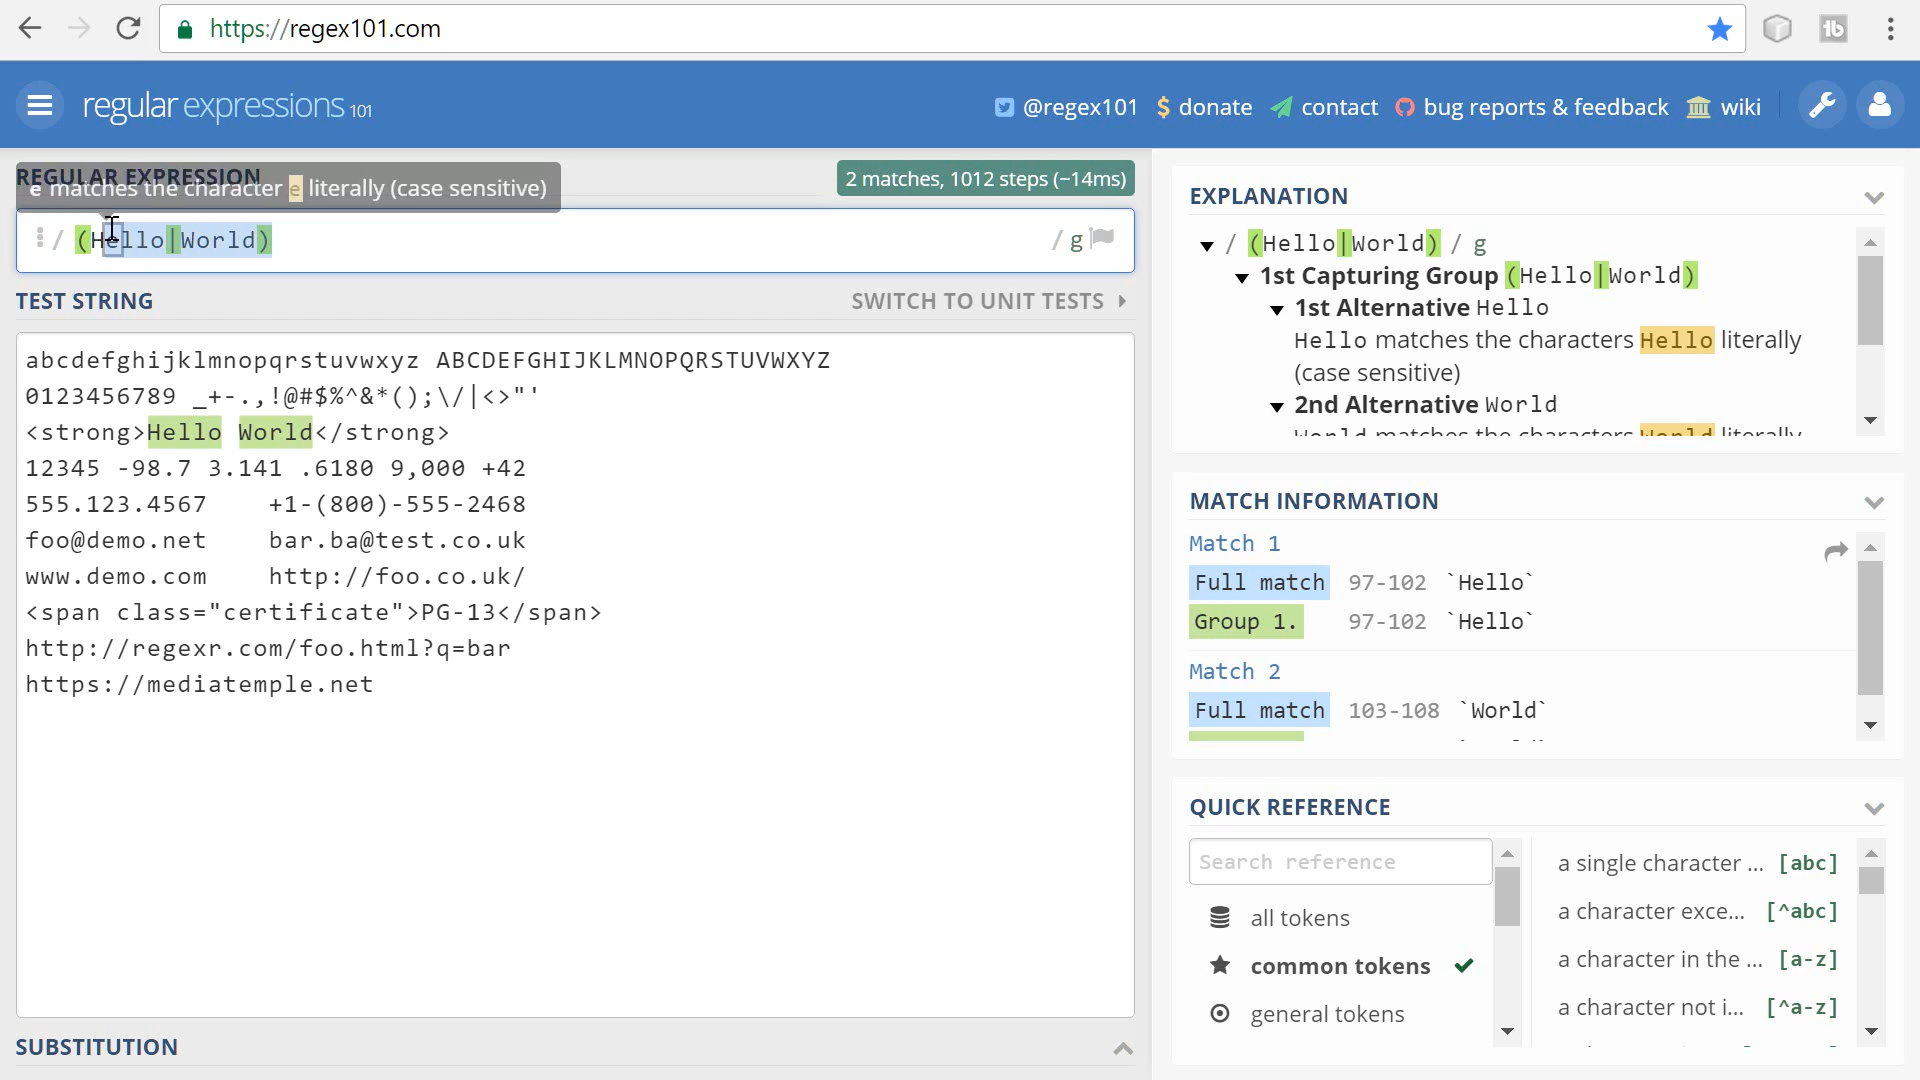 https://regex101.com
regular expressions 101
@regex101 $ donate contact bug reports & feedback wiki
REGULAR EXPRESSION
e matches the character e literally (case sensitive)
2 matches, 1012 steps (~14ms)
/ (Hello|World) / g
TEST STRING
SWITCH TO UNIT TESTS
abcdefghijklmnopqrstuvwxyz ABCDEFGHIJKLMNOPQRSTUVWXYZ
0123456789 _+-.,!@#$%^&*();\/|<>"'
<strong>Hello World</strong>
12345 -98.7 3.141 .6180 9,000 +42
555.123.4567 +1-(800)-555-2468
foo@demo.net bar.ba@test.co.uk
www.demo.com http://foo.co.uk/
<span class="certificate">PG-13</span>
http://regexr.com/foo.html?q=bar
https://mediatemple.net
SUBSTITUTION
EXPLANATION
/ (Hello|World) / g
1st Capturing Group (Hello|World)
1st Alternative Hello
Hello matches the characters Hello literally
(case sensitive)
2nd Alternative World
World matches the characters World literally
MATCH INFORMATION
Match 1
Full match 97-102 `Hello`
Group 1. 97-102 `Hello`
Match 2
Full match 103-108 `World`
QUICK REFERENCE
Search reference
all tokens
common tokens
general tokens
a single character ... [abc]
a character exce... [^abc]
a character in the ... [a-z]
a character not i... [^a-z]